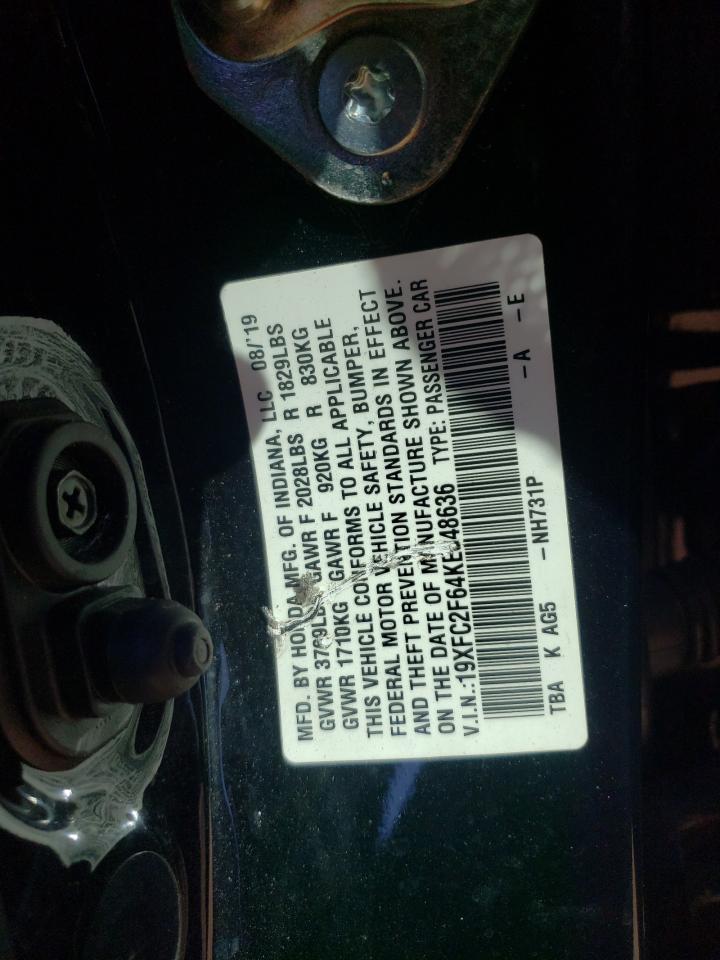 MFD. BY HONDA MFG. OF INDIANA, LLC 08/'19
GVWR GAWR F 2028LBS R 1829LBS
GVWR 1710KG GAWR F 920KG R 830KG
THIS VEHICLE CONFORMS TO ALL APPLICABLE
FEDERAL MOTOR VEHICLE SAFETY, BUMPER,
AND THEFT PREVENTION STANDARDS IN EFFECT
ON THE DATE OF MANUFACTURE SHOWN ABOVE.
V.I.N.: TYPE: PASSENGER CAR
TBA K AG5 -NH731P -A -E